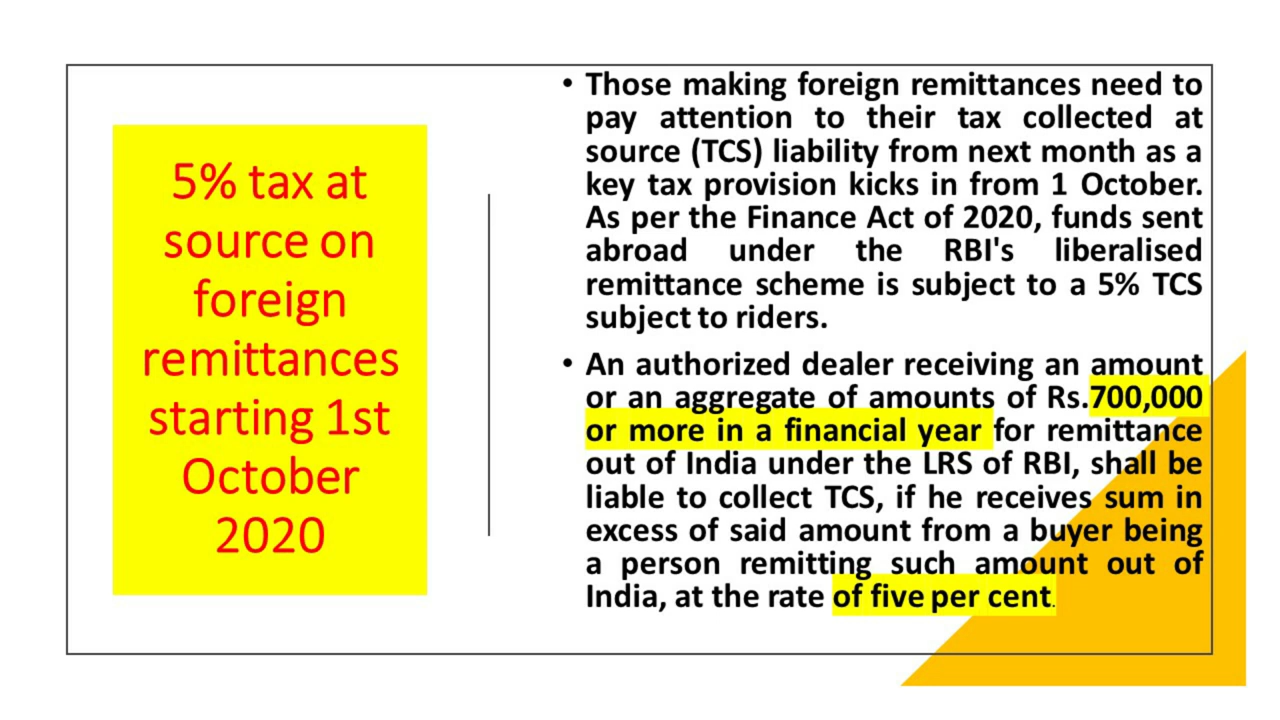 5% tax at
source on
foreign
remittances
starting 1st
October
2020
• Those making foreign remittances need to
pay attention to their tax collected at
source (TCS) liability from next month as a
key tax provision kicks in from 1 October.
As per the Finance Act of 2020, funds sent
abroad under the RBI's liberalised
remittance scheme is subject to a 5% TCS
subject to riders.
• An authorized dealer receiving an amount
or an aggregate of amounts of Rs.700,000
or more in a financial year for remittance
out of India under the LRS of RBI, shall be
liable to collect TCS, if he receives sum in
excess of said amount from a buyer being
a person remitting such amount out of
India, at the rate of five per cent.